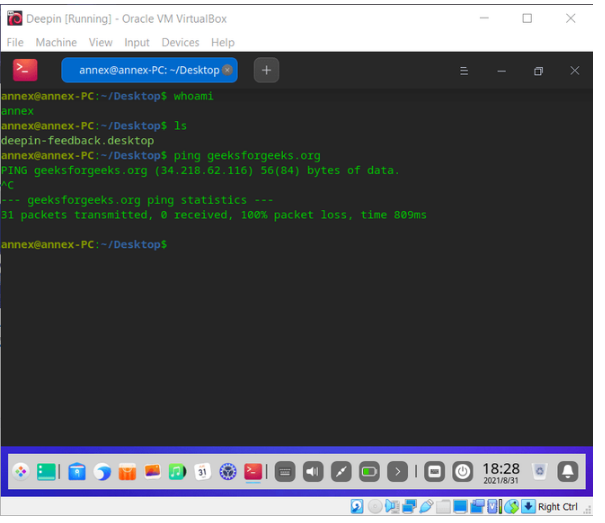 Deepin [Running] - Oracle VM VirtualBox
File Machine View Input Devices Help
annex@annex-PC: ~/Desktop
annex@annex-PC:~/Desktop$ whoami
annex
annex@annex-PC:~/Desktop$ ls
deepin-feedback.desktop
annex@annex-PC:~/Desktop$ ping geeksforgeeks.org
PING geeksforgeeks.org (34.218.62.116) 56(84) bytes of data.
^C
--- geeksforgeeks.org ping statistics ---
31 packets transmitted, 0 received, 100% packet loss, time 809ms
annex@annex-PC:~/Desktop$
31
18:28
2021/8/31
Right Ctrl